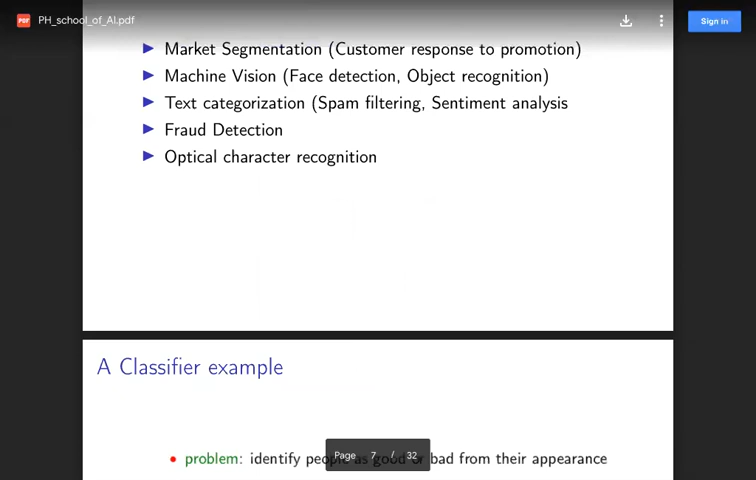 PDF PH_school_of_AI.pdf Sign in
Market Segmentation (Customer response to promotion)
Machine Vision (Face detection, Object recognition)
Text categorization (Spam filtering, Sentiment analysis
Fraud Detection
Optical character recognition
A Classifier example
problem: identify people as good or bad from their appearance
Page 7 / 32